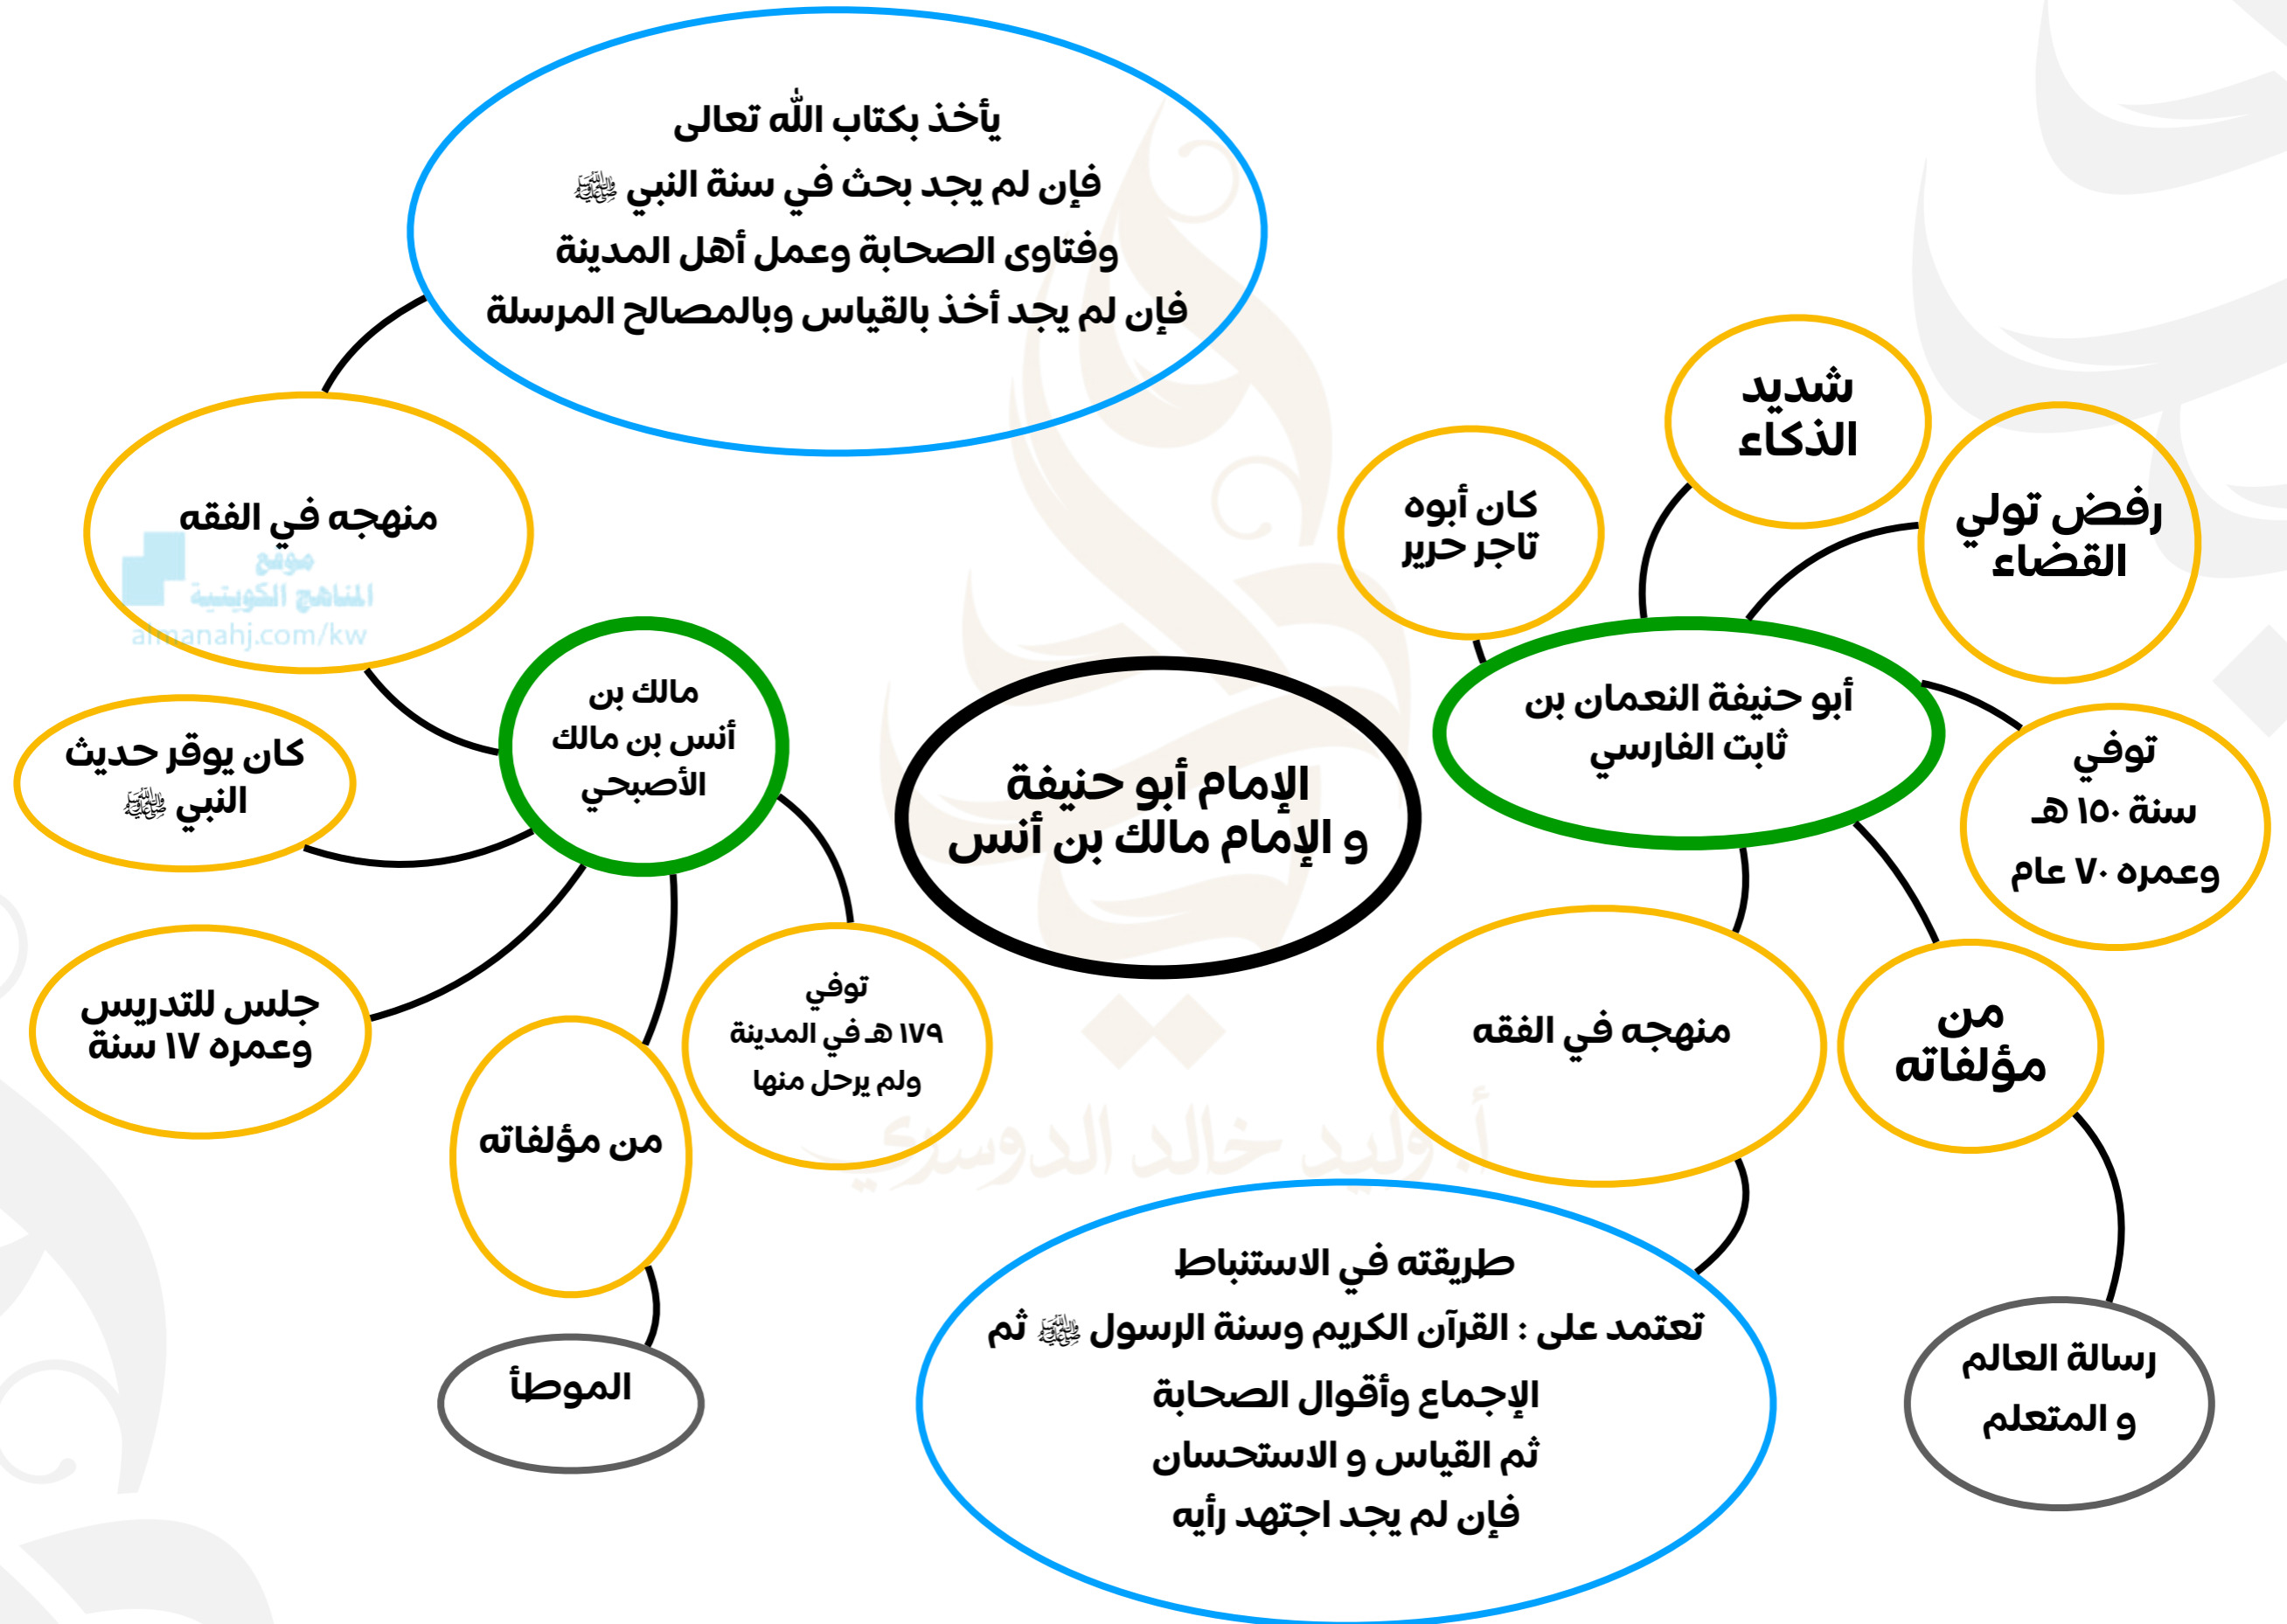 يأخذ بكتاب الله تعالى
فإن لم يجد بحث في سنة النبي ﷺ
وفتاوى الصحابة وعمل أهل المدينة
فإن لم يجد أخذ بالقياس وبالمصالح المرسلة
شديد
الذكاء
رفض تولي
القضاء
كان أبوه
تاجر حرير
أبو حنيفة النعمان بن
ثابت الفارسي
توفي
سنة ١٥٠ هـ
وعمره ٧٠ عام
من
مؤلفاته
رسالة العالم
و المتعلم
منهجه في الفقه
طريقته في الاستنباط
تعتمد على : القرآن الكريم وسنة الرسول ﷺ ثم
الإجماع وأقوال الصحابة
ثم القياس و الاستحسان
فإن لم يجد اجتهد رأيه
الإمام أبو حنيفة
و الإمام مالك بن أنس
منهجه في الفقه
موقع
المناهج الكويتية
almanahj.com/kw
مالك بن
أنس بن مالك
الأصبحي
كان يوقر حديث
النبي ﷺ
جلس للتدريس
وعمره ١٧ سنة
من مؤلفاته
الموطأ
توفي
١٧٩ هـ في المدينة
ولم يرحل منها
أ. وليد خالد الدوسري